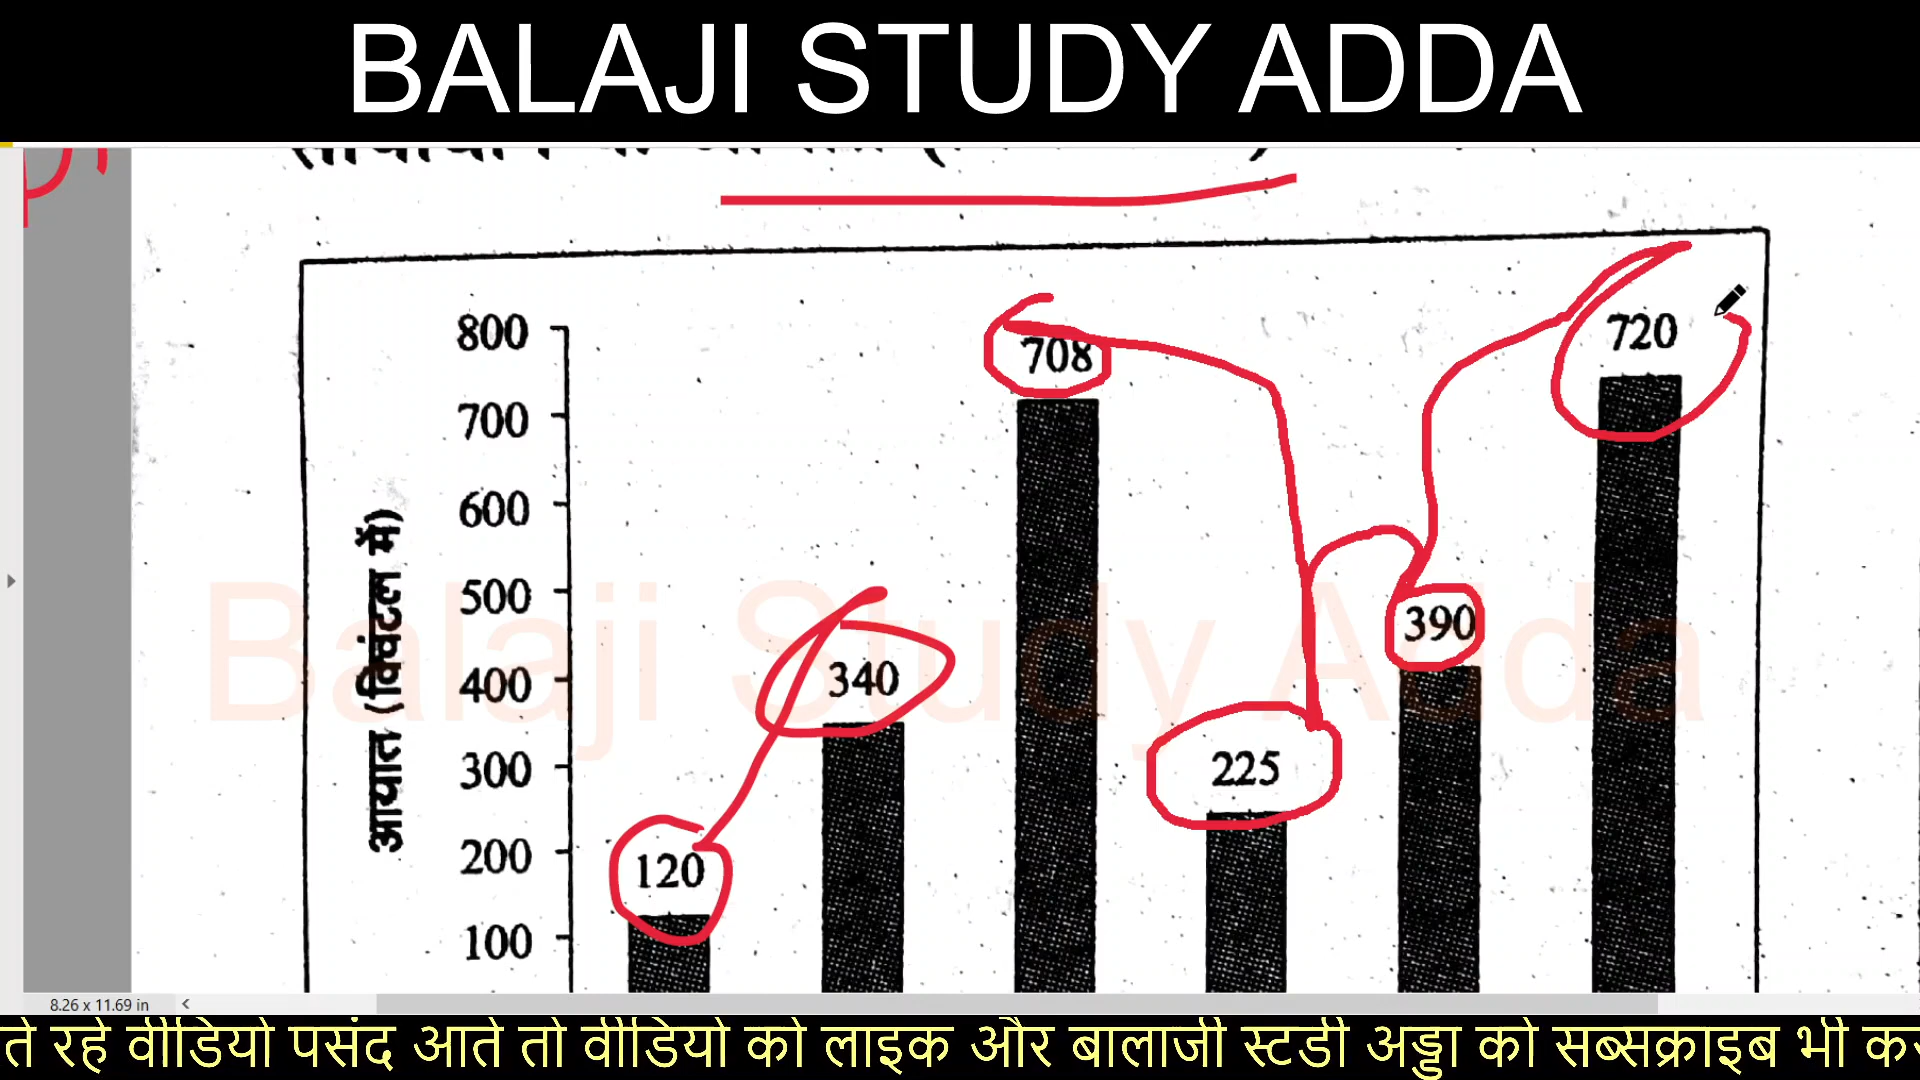 BALAJI STUDY ADDA
800
708
720
700
600
आयात (क्विंटल में)
500
390
400
340
300
225
200
120
100
Balaji Study Adda
8.26 x 11.69 in
ते रहे वीडियो पसंद आते तो वीडियो को लाइक और बालाजी स्टडी अड्डा को सब्सक्राइब भी